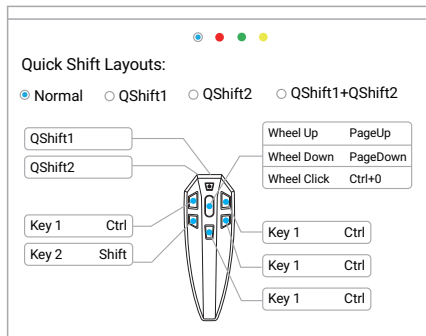 Quick Shift Layouts:
Normal QShift1 QShift2 QShift1+QShift2
QShift1
QShift2
Key 1 Ctrl
Key 2 Shift
Wheel Up PageUp
Wheel Down PageDown
Wheel Click Ctrl+0
Key 1 Ctrl
Key 1 Ctrl
Key 1 Ctrl